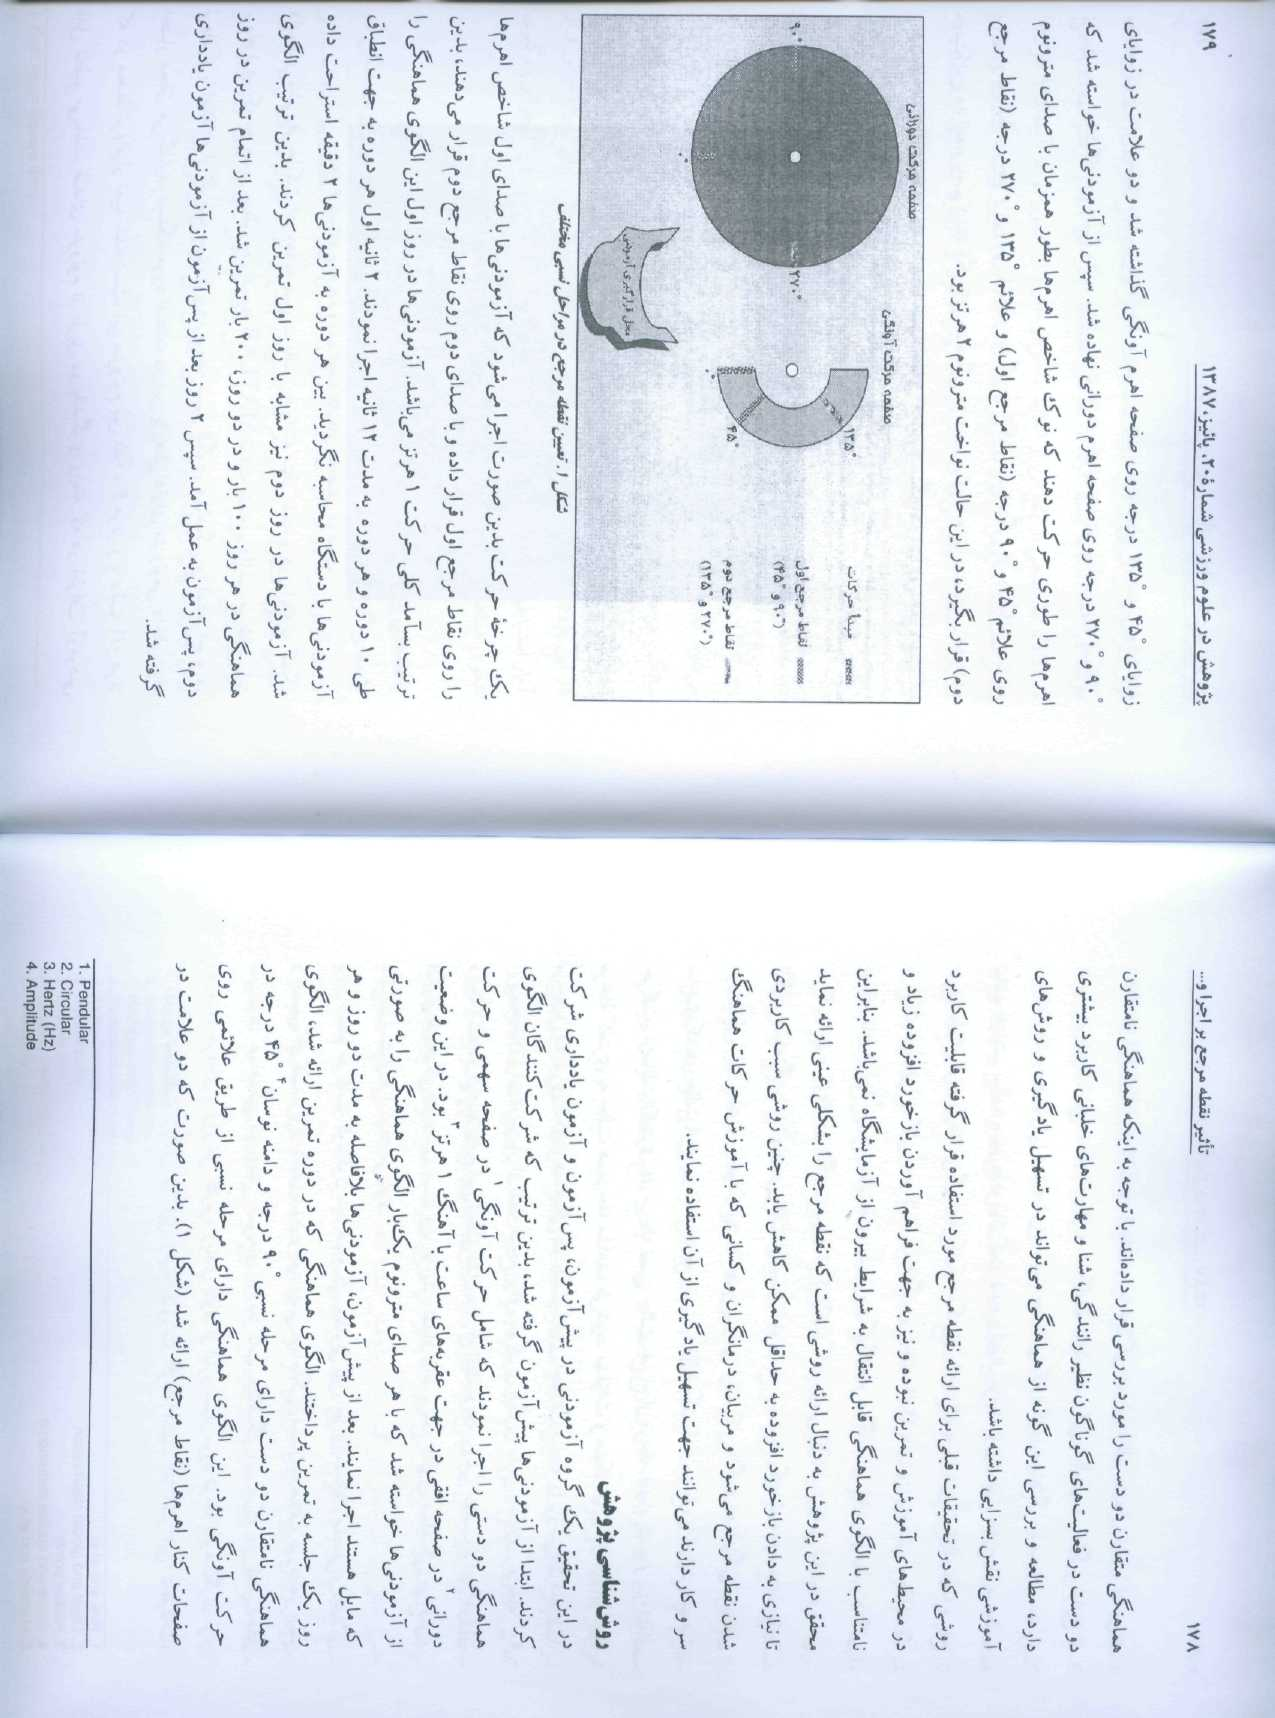 ۱۷۸
تأثیر نقطه مرجع بر اجرا و...
هماهنگی متقارن دو دست را مورد بررسی قرار داده‌اند. با توجه به اینکه هماهنگی نامتقارن
دو دست در فعالیت‌های گوناگون نظیر رانندگی، شنا و مهارت‌های خلبانی کاربرد بیشتری
دارد، مطالعه و بررسی این گونه از هماهنگی می‌تواند در تسهیل یادگیری و روش‌های
آموزشی نقش بسزایی داشته باشد.
روشی که در تحقیقات قبلی برای ارائه نقطه مرجع مورد استفاده قرار گرفته قابلیت کاربرد
در محیط‌های آموزش و تمرین نبوده و نیز به جهت فراهم آوردن بازخورد افزوده زیاد و
نامتناسب با الگوی هماهنگی قابل انتقال به شرایط بیرون از آزمایشگاه نمی‌باشد. بنابراین
محقق در این پژوهش به دنبال ارائه روشی است که نقطه مرجع را بشکلی عینی ارائه نماید
تا نیازی به دادن بازخورد افزوده به حداقل ممکن کاهش یابد. چنین روشی سبب کاربردی
شدن نقطه مرجع می‌شود و مربیان، درمانگران و کسانی که با آموزش حرکات هماهنگ
سر و کار دارند می‌توانند جهت تسهیل یادگیری از آن استفاده نمایند.
روش‌شناسی پژوهش
در این تحقیق یک گروه آزمودنی در پیش آزمون، پس آزمون و آزمون یادداری شرکت
کردند. ابتدا از آزمودنی‌ها پیش آزمون گرفته شد، بدین ترتیب که شرکت‌کنندگان الگوی
هماهنگی دو دستی را اجرا نمودند که شامل حرکت آونگی۱ در صفحه سهمی و حرکت
دورانی۲ در صفحه افقی در جهت عقربه‌های ساعت با آهنگ ۱ هرتز۳ بود. در این وضعیت
از آزمودنی‌ها خواسته شد که با هر صدای مترونوم یک‌بار الگوی هماهنگی را به صورتی
که مایل هستند اجرا نمایند. بعد از پیش آزمون، آزمودنی‌ها بلافاصله به مدت دو روز و هر
روز یک جلسه به تمرین پرداختند. الگوی هماهنگی که در دوره تمرین ارائه شد، الگوی
هماهنگی نامتقارن دو دست دارای مرحله نسبی ۹۰° درجه و دامنه نوسان۴ ۴۵° درجه در
حرکت آونگی بود. این الگوی هماهنگی دارای مرحله نسبی از طریق علائمی روی
صفحات کنار اهرم‌ها (نقاط مرجع) ارائه شد (شکل ۱). بدین صورت که دو علامت در
1. Pendular
2. Circular
3. Hertz (Hz)
4. Amplitude
پژوهش در علوم ورزشی شمارهٔ ۲۰، پائیز، ۱۳۸۷
۱۷۹
زوایای ۴۵° و ۱۳۵° درجه روی صفحه اهرم آونگی گذاشته شد و دو علامت در زوایای
۹۰° و ۲۷۰° درجه روی صفحه اهرم دورانی نهاده شد. سپس از آزمودنی‌ها خواسته شد که
اهرم‌ها را طوری حرکت دهند که نوک شاخص اهرم‌ها بطور همزمان با صدای مترونوم
روی علائم ۴۵° و ۹۰° درجه (نقاط مرجع اول) و علائم ۱۳۵° و ۲۷۰° درجه (نقاط مرجع
دوم) قرار بگیرد، در این حالت نواخت مترونوم ۲ هرتز بود.
صفحه حرکت دورانی
صفحه حرکت آونگی
۹۰°
۲۷۰°
۰°
۱۳۵°
۴۵°
۰°
محل قرارگیری آزمودنی
مبدا حرکات
نقاط مرجع اول
(۹۰° و ۴۵°)
نقاط مرجع دوم
(۲۷۰° و ۱۳۵°)
شکل ۱. تعیین نقطه مرجع در مراحل نسبی مختلف
یک چرخهٔ حرکت بدین صورت اجرا می‌شود که آزمودنی‌ها با صدای اول شاخص اهرم‌ها
را روی نقاط مرجع اول قرار داده و با صدای دوم روی نقاط مرجع دوم قرار می‌دهند، بدین
ترتیب بسآمد کلی حرکت ۱ هرتز می‌باشد. آزمودنی‌ها در روز اول این الگوی هماهنگی را
طی ۱۰ دوره و هر دوره به مدت ۱۲ ثانیه اجرا نمودند. ۲ ثانیه اول هر دوره به جهت انطباق
آزمودنی‌ها با دستگاه محاسبه نگردید. بین هر دوره به آزمودنی‌ها ۲ دقیقه استراحت داده
شد. آزمودنی‌ها در روز دوم نیز مشابه با روز اول تمرین کردند. بدین ترتیب الگوی
هماهنگی در هر روز ۱۰۰ بار و در دو روز، ۲۰۰ بار تمرین شد. بعد از اتمام تمرین در روز
دوم، پس آزمون به عمل آمد. سپس ۲ روز بعد از پس آزمون از آزمودنی‌ها آزمون یادداری
گرفته شد.